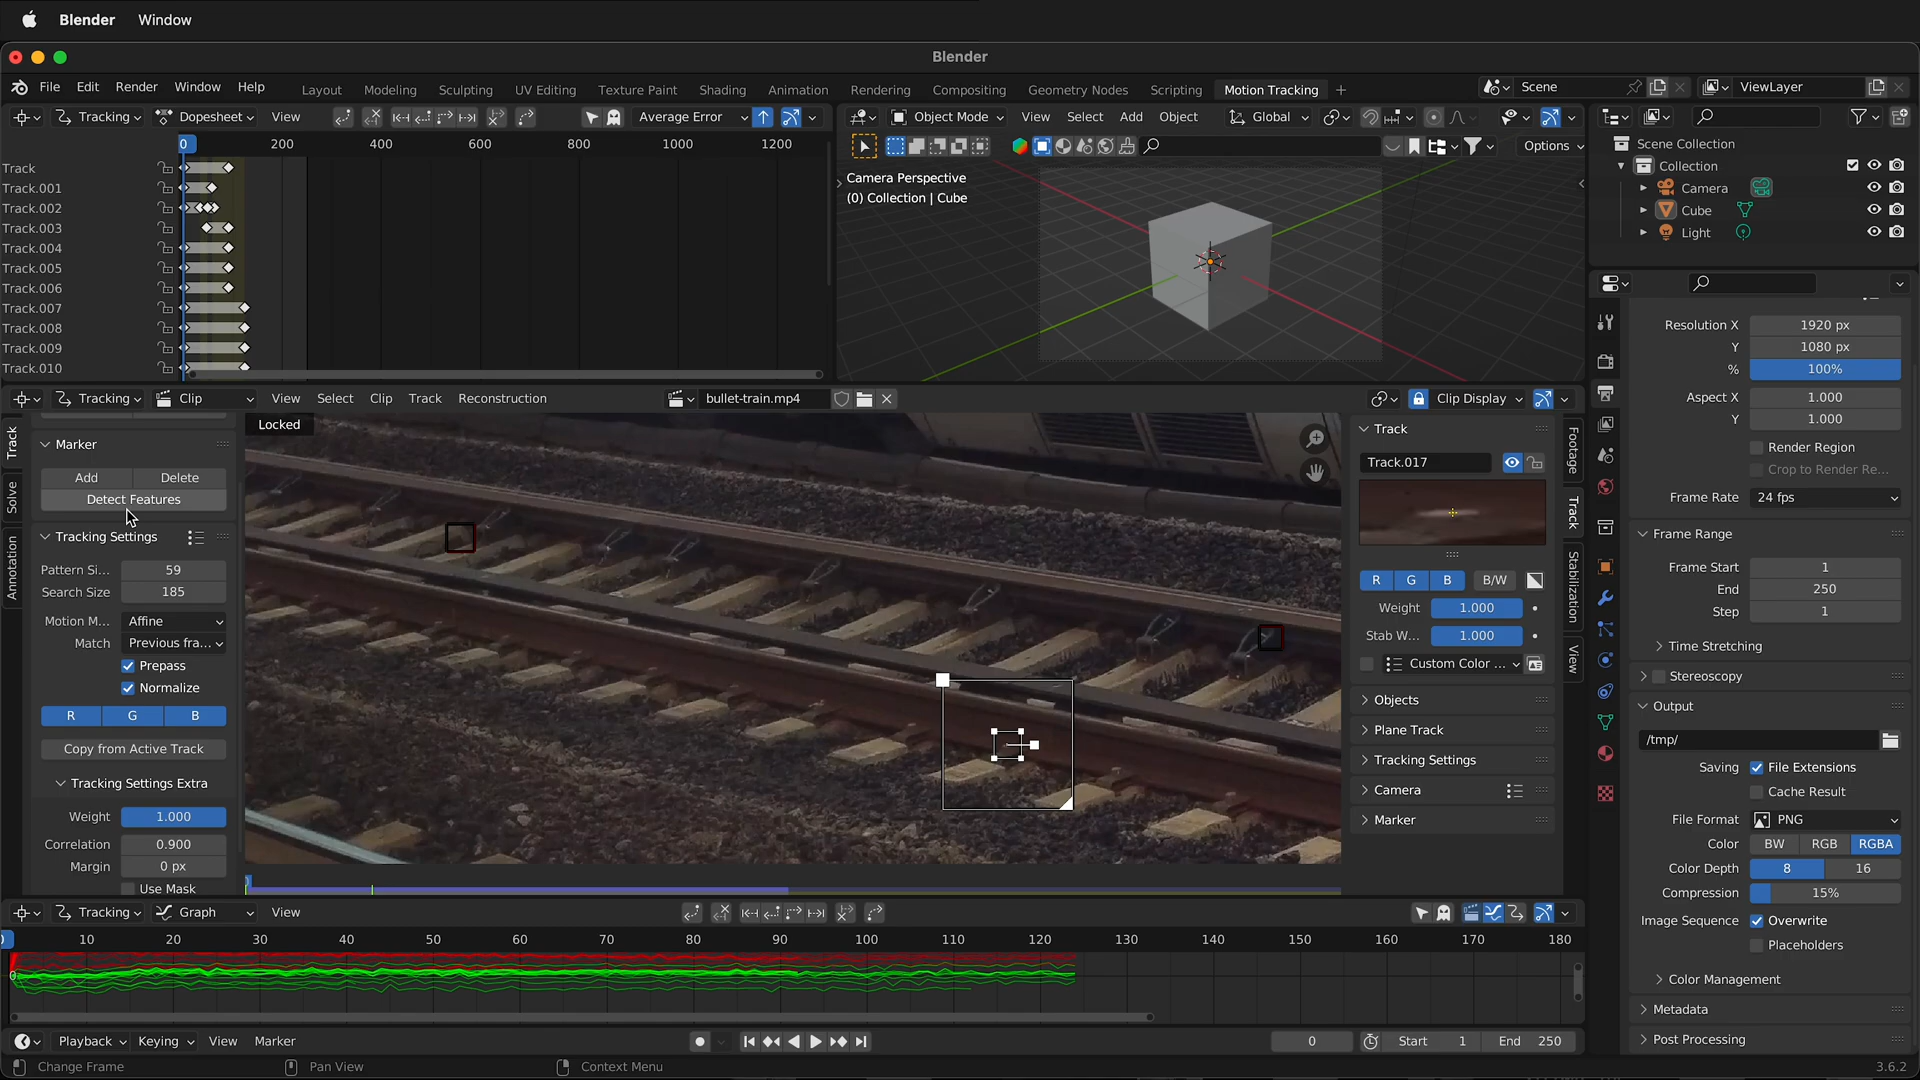 Blender Window
Blender
File Edit Render Window Help
Layout Modeling Sculpting UV Editing Texture Paint Shading Animation Rendering Compositing Geometry Nodes Scripting Motion Tracking +
Scene
ViewLayer
Tracking Dopesheet View
Average Error
0 200 400 600 800 1000 1200
Track
Track.001
Track.002
Track.003
Track.004
Track.005
Track.006
Track.007
Track.008
Track.009
Track.010
Object Mode View Select Add Object Global
Options
Camera Perspective
(0) Collection | Cube
Scene Collection
Collection
Camera
Cube
Light
Resolution X 1920 px
Y 1080 px
% 100%
Aspect X 1.000
Y 1.000
Render Region
Crop to Render Re...
Frame Rate 24 fps
Frame Range
Frame Start 1
End 250
Step 1
Time Stretching
Stereoscopy
Output
/tmp/
Saving File Extensions
Cache Result
File Format PNG
Color BW RGB RGBA
Color Depth 8 16
Compression 15%
Image Sequence Overwrite
Placeholders
Color Management
Metadata
Post Processing
Tracking Clip View Select Clip Track Reconstruction
bullet-train.mp4
Clip Display
Track
Solve
Annotation
Marker
Add Delete
Detect Features
Tracking Settings
Pattern Si... 59
Search Size 185
Motion M... Affine
Match Previous fra...
Prepass
Normalize
R G B
Copy from Active Track
Tracking Settings Extra
Weight 1.000
Correlation 0.900
Margin 0 px
Use Mask
Locked
Track
Track.017
R G B B/W
Weight 1.000
Stab W... 1.000
Custom Color ...
Objects
Plane Track
Tracking Settings
Camera
Marker
Footage
Track
Stabilization
View
Tracking Graph View
0 10 20 30 40 50 60 70 80 90 100 110 120 130 140 150 160 170 180
0
Playback Keying View Marker
0 Start 1 End 250
Change Frame Pan View Context Menu
3.6.2